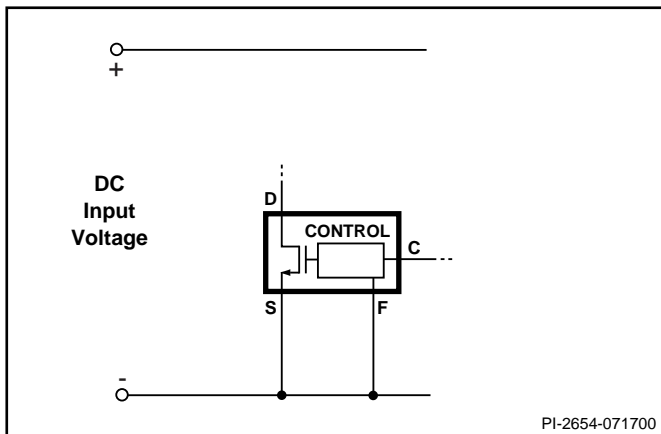 +
DC
Input
Voltage
D
CONTROL
C
S
F
-
PI-2654-071700